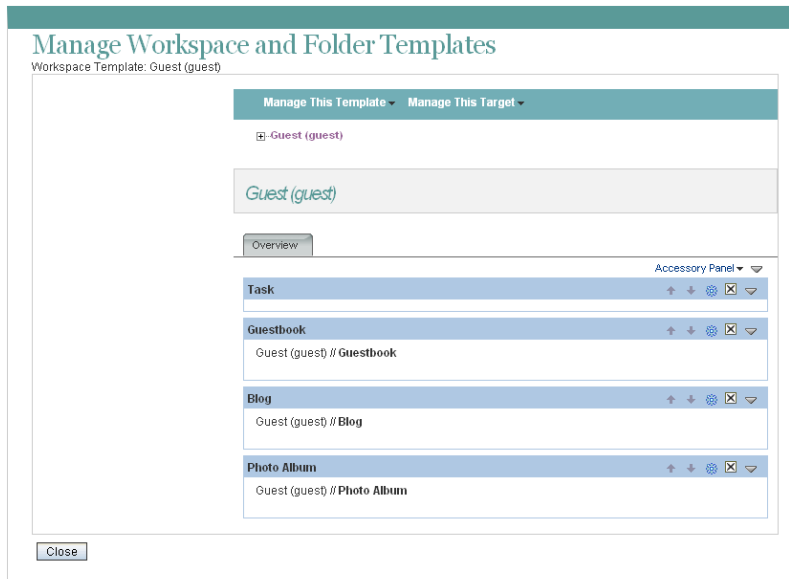 Manage Workspace and Folder Templates
Workspace Template: Guest (guest)
Manage This Template Manage This Target
Guest (guest)
Guest (guest)
Overview
Accessory Panel
Task
Guestbook
Guest (guest) // Guestbook
Blog
Guest (guest) // Blog
Photo Album
Guest (guest) // Photo Album
Close